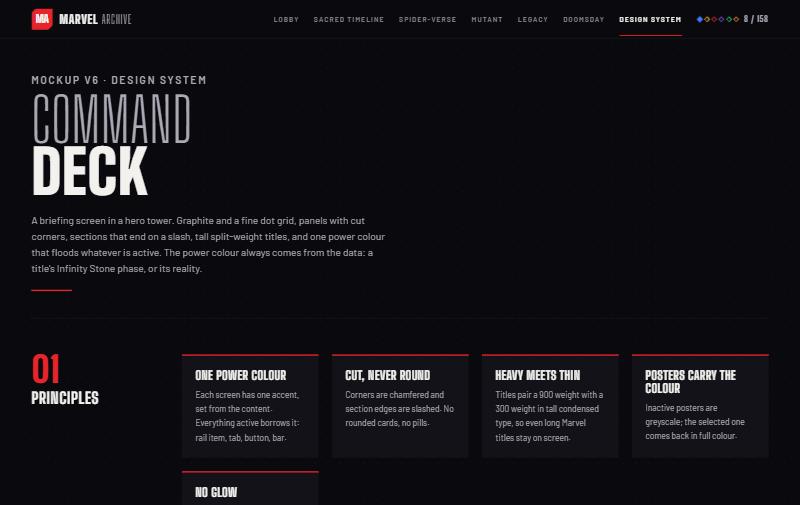 MA MARVEL ARCHIVE LOBBY SACRED TIMELINE SPIDER-VERSE MUTANT LEGACY DOOMSDAY DESIGN SYSTEM 8 / 158
MOCKUP V6 · DESIGN SYSTEM
COMMAND
DECK
A briefing screen in a hero tower. Graphite and a fine dot grid, panels with cut
corners, sections that end on a slash, tall split-weight titles, and one power colour
that floods whatever is active. The power colour always comes from the data: a
title's Infinity Stone phase, or its reality.
01
PRINCIPLES
ONE POWER COLOUR
Each screen has one accent,
set from the content.
Everything active borrows it:
rail item, tab, button, bar.
CUT, NEVER ROUND
Corners are chamfered and
section edges are slashed. No
rounded cards, no pills.
HEAVY MEETS THIN
Titles pair a 900 weight with a
300 weight in tall condensed
type, so even long Marvel
titles stay on screen.
POSTERS CARRY THE
COLOUR
Inactive posters are
greyscale; the selected one
comes back in full colour.
NO GLOW